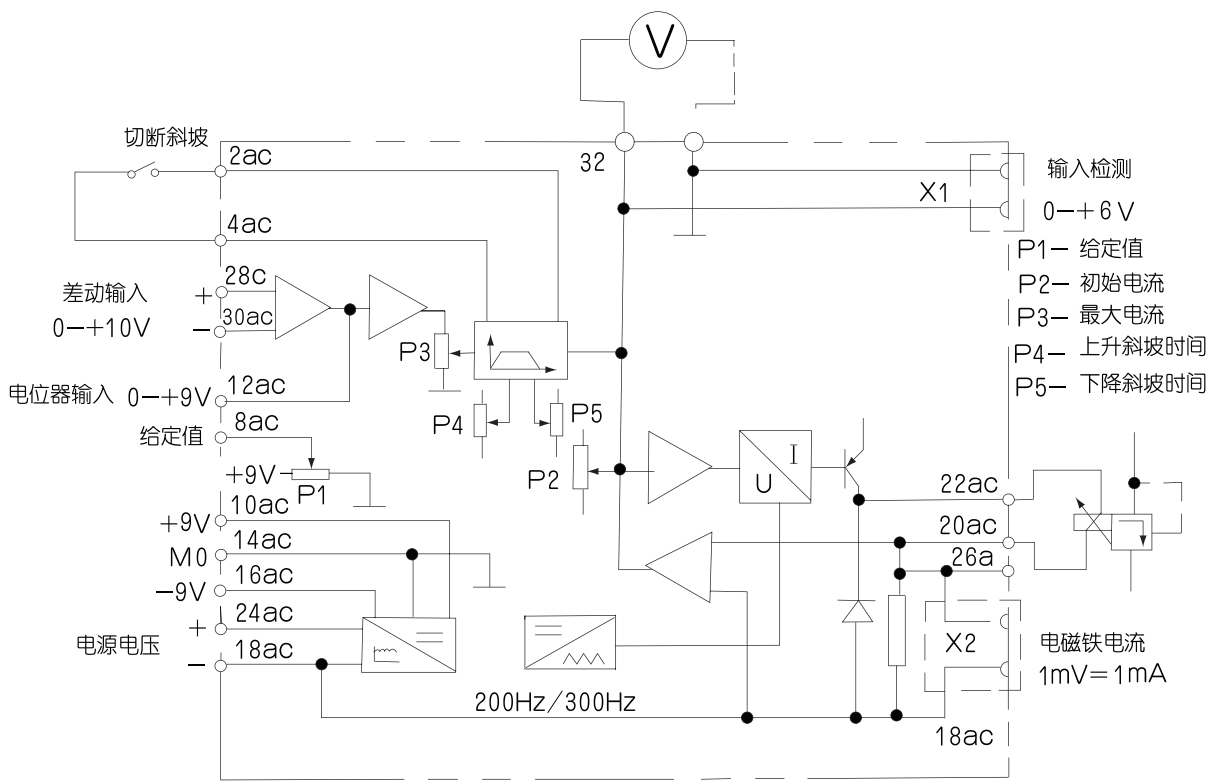 V
切断斜坡
2ac
32
X1
输入检测
0—+6V
4ac
28c
差动输入
+
30ac
0—+10V
—
P1— 给定值
P2— 初始电流
P3— 最大电流
P4— 上升斜坡时间
P5— 下降斜坡时间
P3
12ac
电位器输入 0—+9V
8ac
给定值
P4
P5
+9V—
P1
P2
I
U
10ac
+9V
22ac
14ac
M0
20ac
26a
16ac
—9V
24ac
+
电源电压
18ac
—
X2
电磁铁电流
1mV=1mA
200Hz/300Hz
18ac